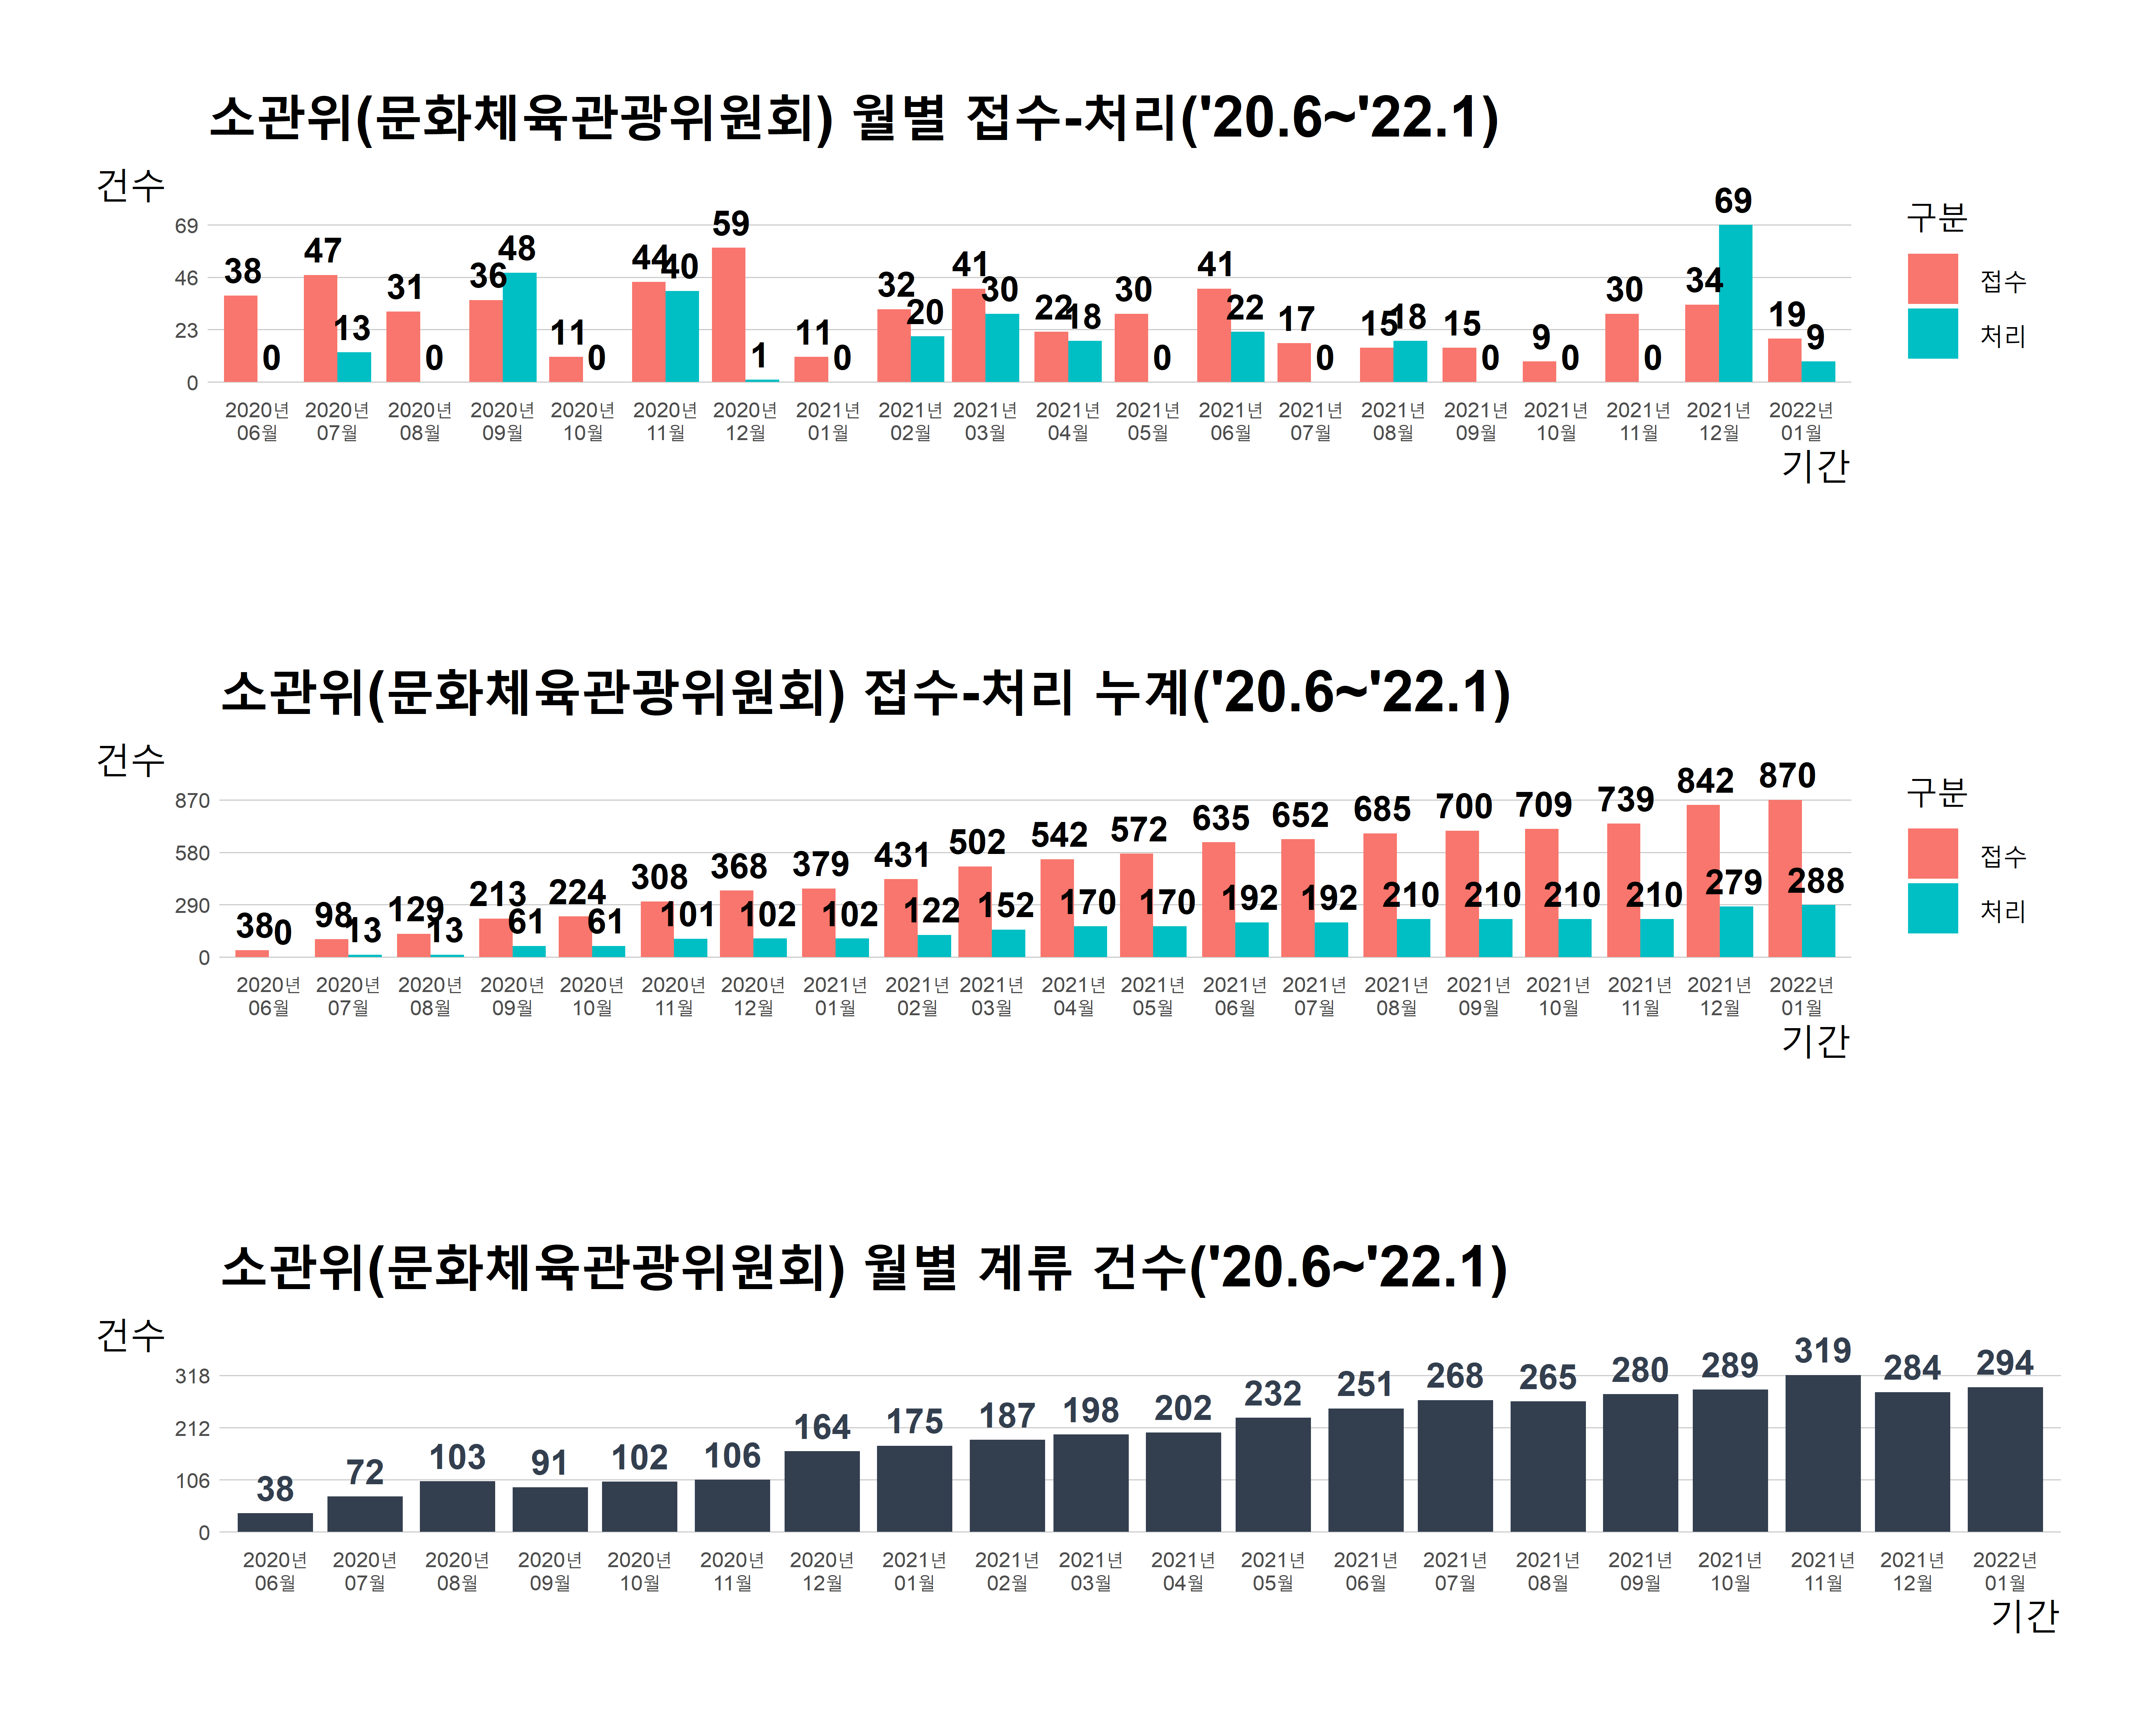 소관위(문화체육관광위원회) 월별 접수-처리('20.6~'22.1)
건수
69
46
23
0
38 0 47 13 31 0 36 48 11 0 44 40 59 1 11 0 32 20 41 30 22 18 30 0 41 22 17 0 15 18 15 0 9 0 30 0 34 69 19 9
2020년 2020년 2020년 2020년 2020년 2020년 2020년 2021년 2021년 2021년 2021년 2021년 2021년 2021년 2021년 2021년 2021년 2021년 2021년 2022년
06월 07월 08월 09월 10월 11월 12월 01월 02월 03월 04월 05월 06월 07월 08월 09월 10월 11월 12월 01월
기간
구분
접수
처리
소관위(문화체육관광위원회) 접수-처리 누계('20.6~'22.1)
건수
870
580
290
0
38 0 98 13 129 13 213 61 224 61 308 101 368 102 379 102 431 122 502 152 542 170 572 170 635 192 652 192 685 210 700 210 709 210 739 210 842 279 870 288
2020년 2020년 2020년 2020년 2020년 2020년 2020년 2021년 2021년 2021년 2021년 2021년 2021년 2021년 2021년 2021년 2021년 2021년 2021년 2022년
06월 07월 08월 09월 10월 11월 12월 01월 02월 03월 04월 05월 06월 07월 08월 09월 10월 11월 12월 01월
기간
구분
접수
처리
소관위(문화체육관광위원회) 월별 계류 건수('20.6~'22.1)
건수
318
212
106
0
38 72 103 91 102 106 164 175 187 198 202 232 251 268 265 280 289 319 284 294
2020년 2020년 2020년 2020년 2020년 2020년 2020년 2021년 2021년 2021년 2021년 2021년 2021년 2021년 2021년 2021년 2021년 2021년 2021년 2022년
06월 07월 08월 09월 10월 11월 12월 01월 02월 03월 04월 05월 06월 07월 08월 09월 10월 11월 12월 01월
기간